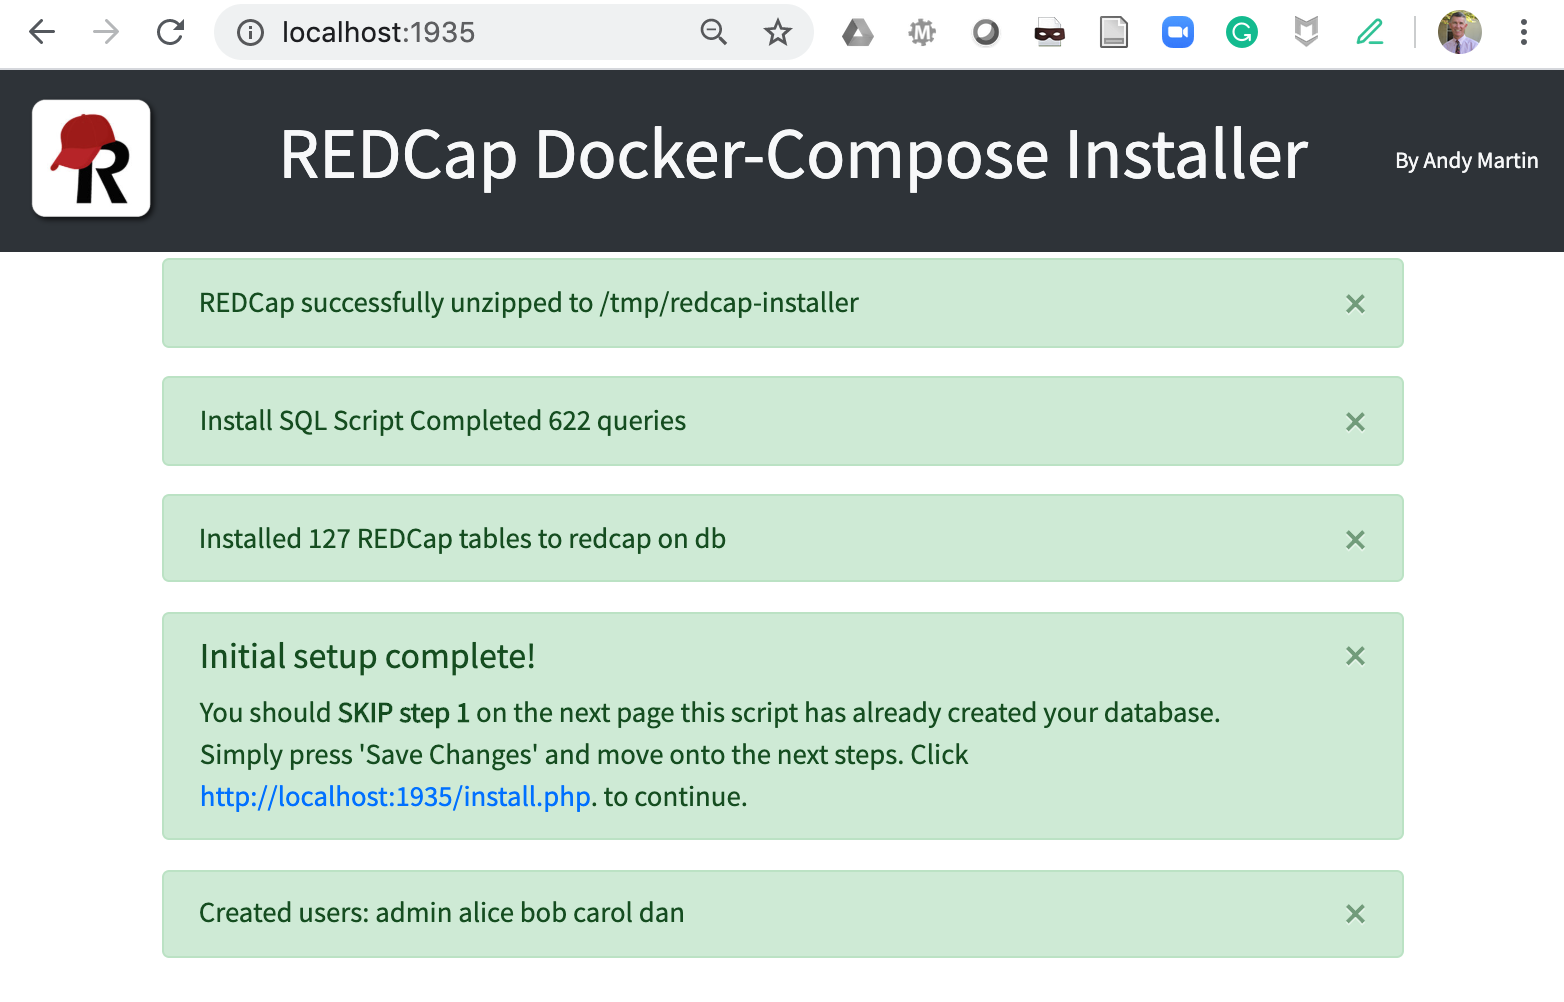 localhost:1935
REDCap Docker-Compose Installer
By Andy Martin
REDCap successfully unzipped to /tmp/redcap-installer
×
Install SQL Script Completed 622 queries
×
Installed 127 REDCap tables to redcap on db
×
Initial setup complete!
×
You should SKIP step 1 on the next page this script has already created your database.
Simply press 'Save Changes' and move onto the next steps. Click
http://localhost:1935/install.php. to continue.
Created users: admin alice bob carol dan
×